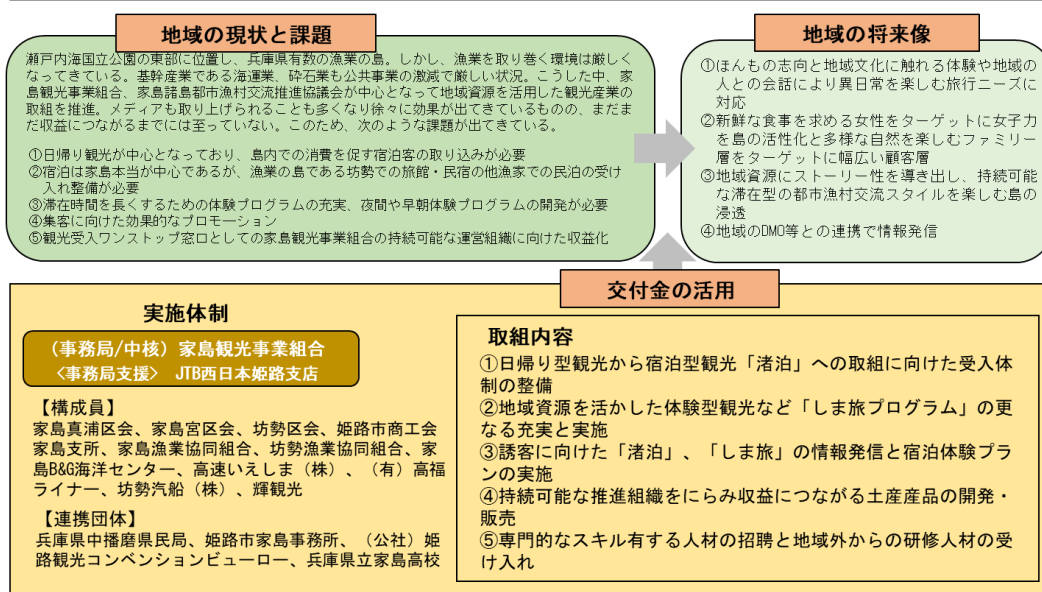 地域の現状と課題
瀬戸内海国立公園の東部に位置し、兵庫県有数の漁業の島。しかし、漁業を取り巻く環境は厳しく
なってきている。基幹産業である海運業、砕石業も公共事業の激減で厳しい状況。こうした中、家
島観光事業組合、家島諸島都市漁村交流推進協議会が中心となって地域資源を活用した観光産業の
取組を推進。メディアも取り上げられることも多くなり徐々に効果が出てきているものの、まだま
だ収益につながるまでには至っていない。このため、次のような課題が出てきている。
①日帰り観光が中心となっており、島内での消費を促す宿泊客の取り込みが必要
②宿泊は家島本当が中心であるが、漁業の島である坊勢での旅館・民宿の他漁家での民泊の受け
入れ整備が必要
③滞在時間を長くするための体験プログラムの充実、夜間や早朝体験プログラムの開発が必要
④集客に向けた効果的なプロモーション
⑤観光受入ワンストップ窓口としての家島観光事業組合の持続可能な運営組織に向けた収益化
地域の将来像
①ほんもの志向と地域文化に触れる体験や地域の
人との会話により異日常を楽しむ旅行ニーズに
対応
②新鮮な食事を求める女性をターゲットに女子力
を島の活性化と多様な自然を楽しむファミリー
層をターゲットに幅広い顧客層
③地域資源にストーリー性を導き出し、持続可能
な滞在型の都市漁村交流スタイルを楽しむ島の
浸透
④地域のDMO等との連携で情報発信
交付金の活用
実施体制
(事務局/中核) 家島観光事業組合
<事務局支援> JTB西日本姫路支店
【構成員】
家島真浦区会、家島宮区会、坊勢区会、姫路市商工会
家島支所、家島漁業協同組合、坊勢漁業協同組合、家
島B&G海洋センター、高速いえしま(株)、(有)高福
ライナー、坊勢汽船(株)、輝観光
【連携団体】
兵庫県中播磨県民局、姫路市家島事務所、(公社)姫
路観光コンベンションビューロー、兵庫県立家島高校
取組内容
①日帰り型観光から宿泊型観光「渚泊」への取組に向けた受入体
制の整備
②地域資源を活かした体験型観光など「しま旅プログラム」の更
なる充実と実施
③誘客に向けた「渚泊」、「しま旅」の情報発信と宿泊体験プラ
ンの実施
④持続可能な推進組織をにらみ収益につながる土産産品の開発・
販売
⑤専門的なスキル有する人材の招聘と地域外からの研修人材の受
け入れ